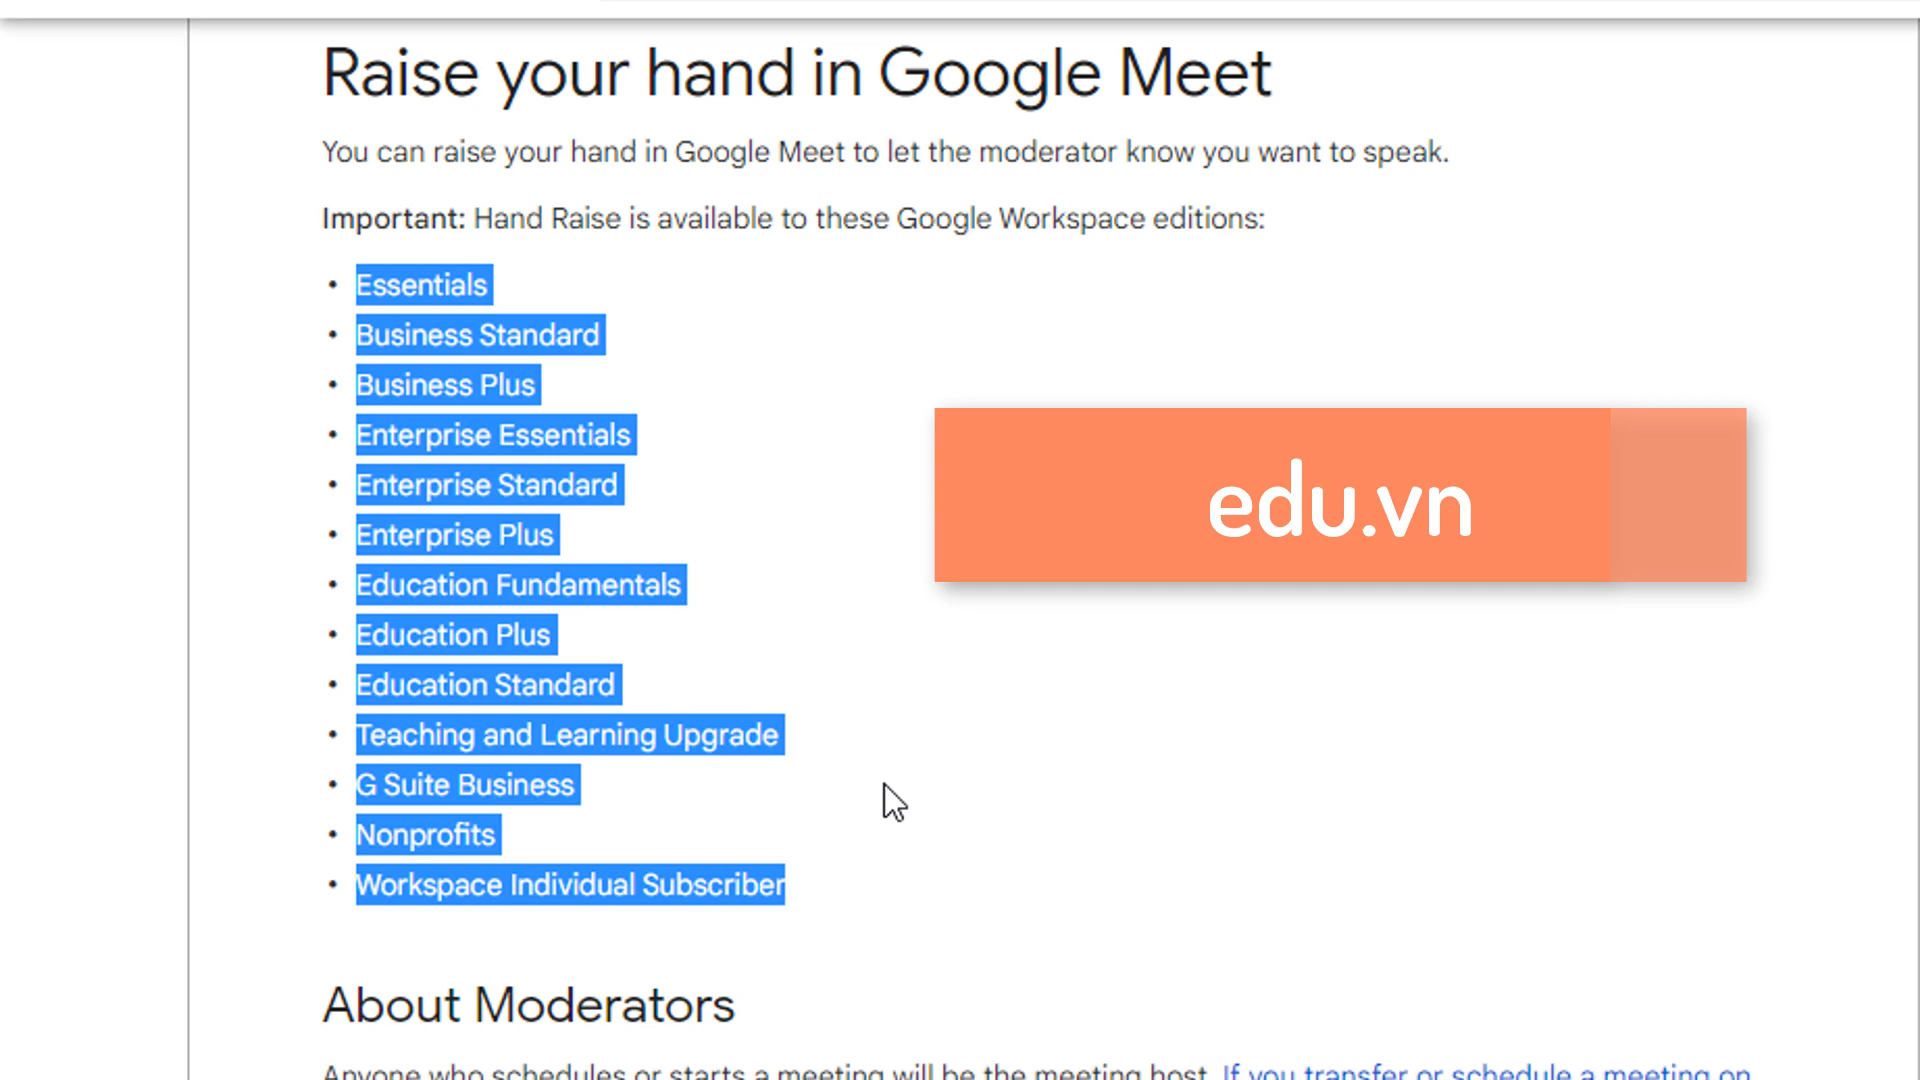 Raise your hand in Google Meet
You can raise your hand in Google Meet to let the moderator know you want to speak.
Important: Hand Raise is available to these Google Workspace editions:
• Essentials
• Business Standard
• Business Plus
• Enterprise Essentials
• Enterprise Standard
• Enterprise Plus
• Education Fundamentals
• Education Plus
• Education Standard
• Teaching and Learning Upgrade
• G Suite Business
• Nonprofits
• Workspace Individual Subscriber
edu.vn
About Moderators
Anyone who schedules or starts a meeting will be the meeting host. If you transfer or schedule a meeting on